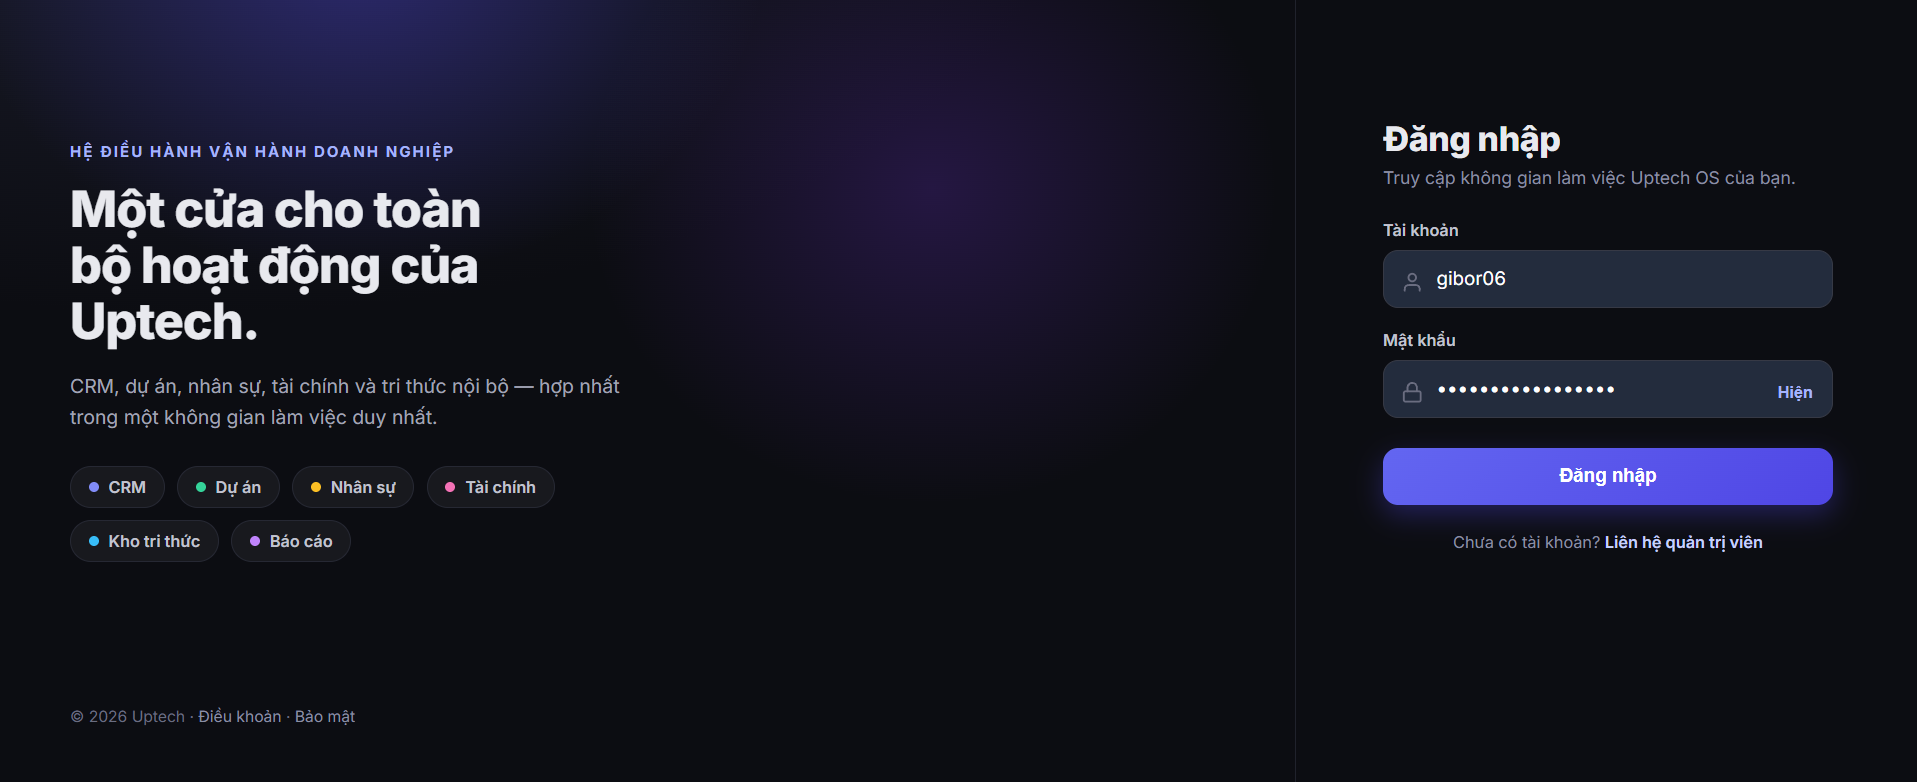 HỆ ĐIỀU HÀNH VẬN HÀNH DOANH NGHIỆP
Một cửa cho toàn
bộ hoạt động của
Uptech.
CRM, dự án, nhân sự, tài chính và tri thức nội bộ — hợp nhất
trong một không gian làm việc duy nhất.
CRM
Dự án
Nhân sự
Tài chính
Kho tri thức
Báo cáo
© 2026 Uptech · Điều khoản · Bảo mật
Đăng nhập
Truy cập không gian làm việc Uptech OS của bạn.
Tài khoản
gibor06
Mật khẩu
•••••••••••••••••
Hiện
Đăng nhập
Chưa có tài khoản? Liên hệ quản trị viên